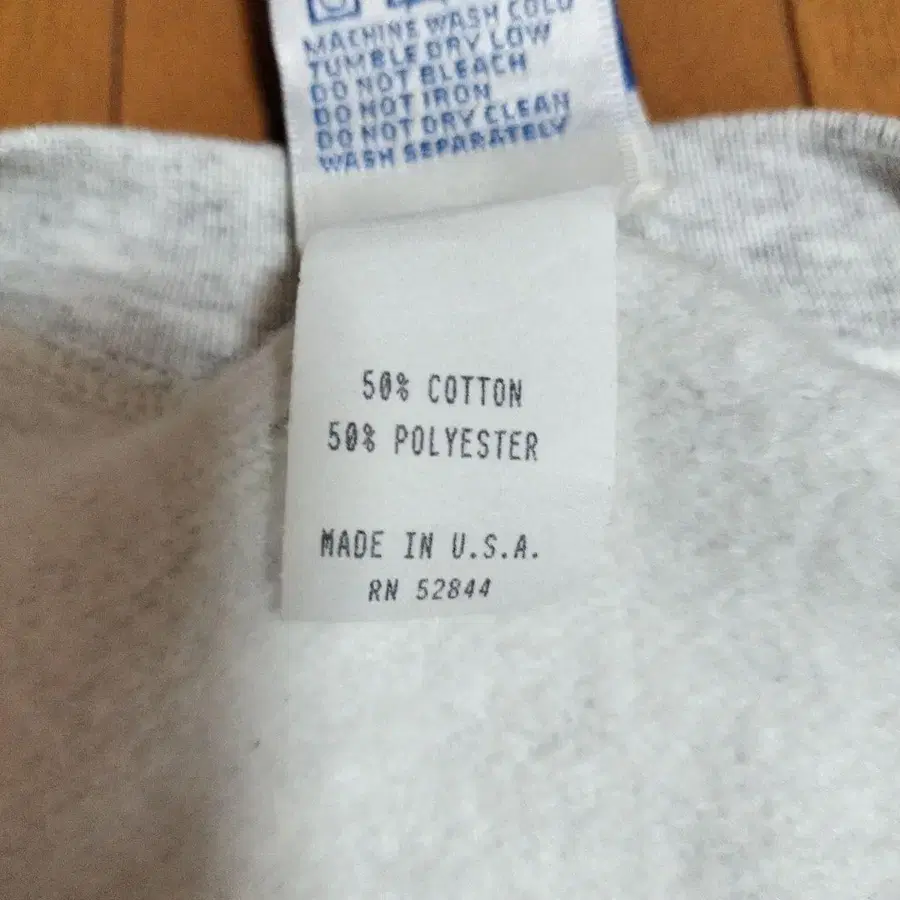 MACHINE WASH COLD
TUMBLE DRY LOW
DO NOT BLEACH
DO NOT IRON
DO NOT DRY CLEAN
WASH SEPARATELY
50% COTTON
50% POLYESTER
MADE IN U.S.A.
RN 52844